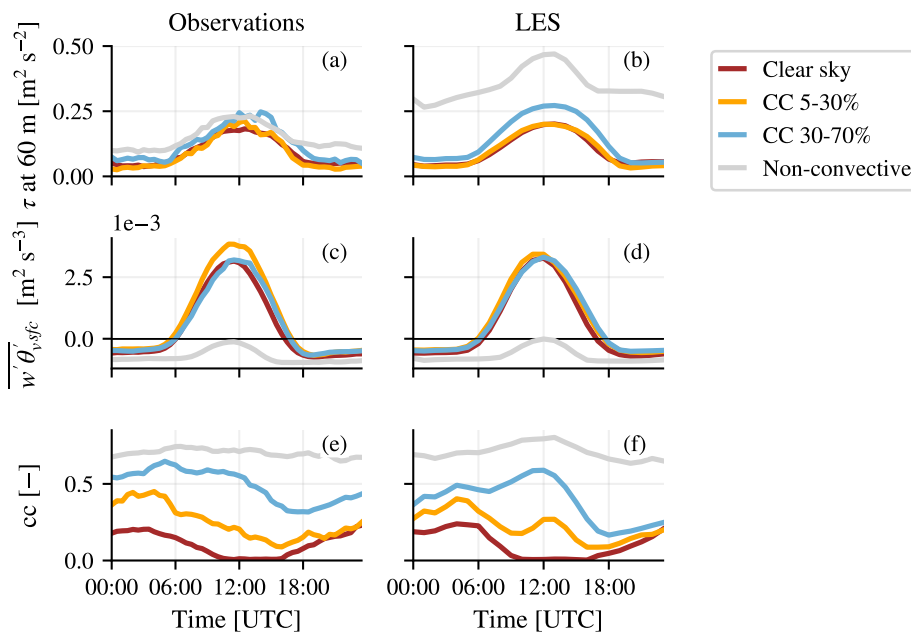 Observations
LES
(a)
(b)
Clear sky
CC 5-30%
CC 30-70%
Non-convective
τ at 60 m [m² s⁻²]
0.50
0.25
0.00
1e−3
(c)
(d)
w′θ′ᵥ sfc [m² s⁻³]
2.5
0.0
(e)
(f)
cc [−]
0.5
0.0
00:00 06:00 12:00 18:00
00:00 06:00 12:00 18:00
Time [UTC]
Time [UTC]